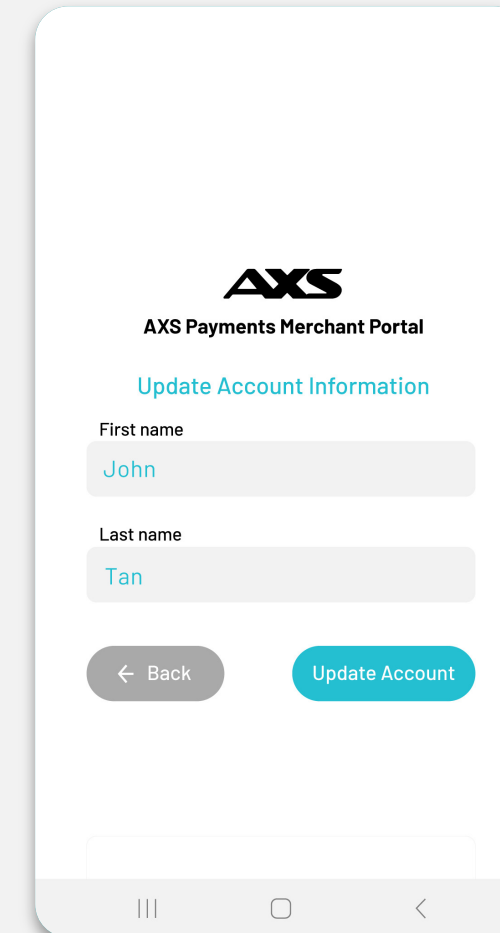 AXS
AXS Payments Merchant Portal
Update Account Information
First name
John
Last name
Tan
Back
Update Account